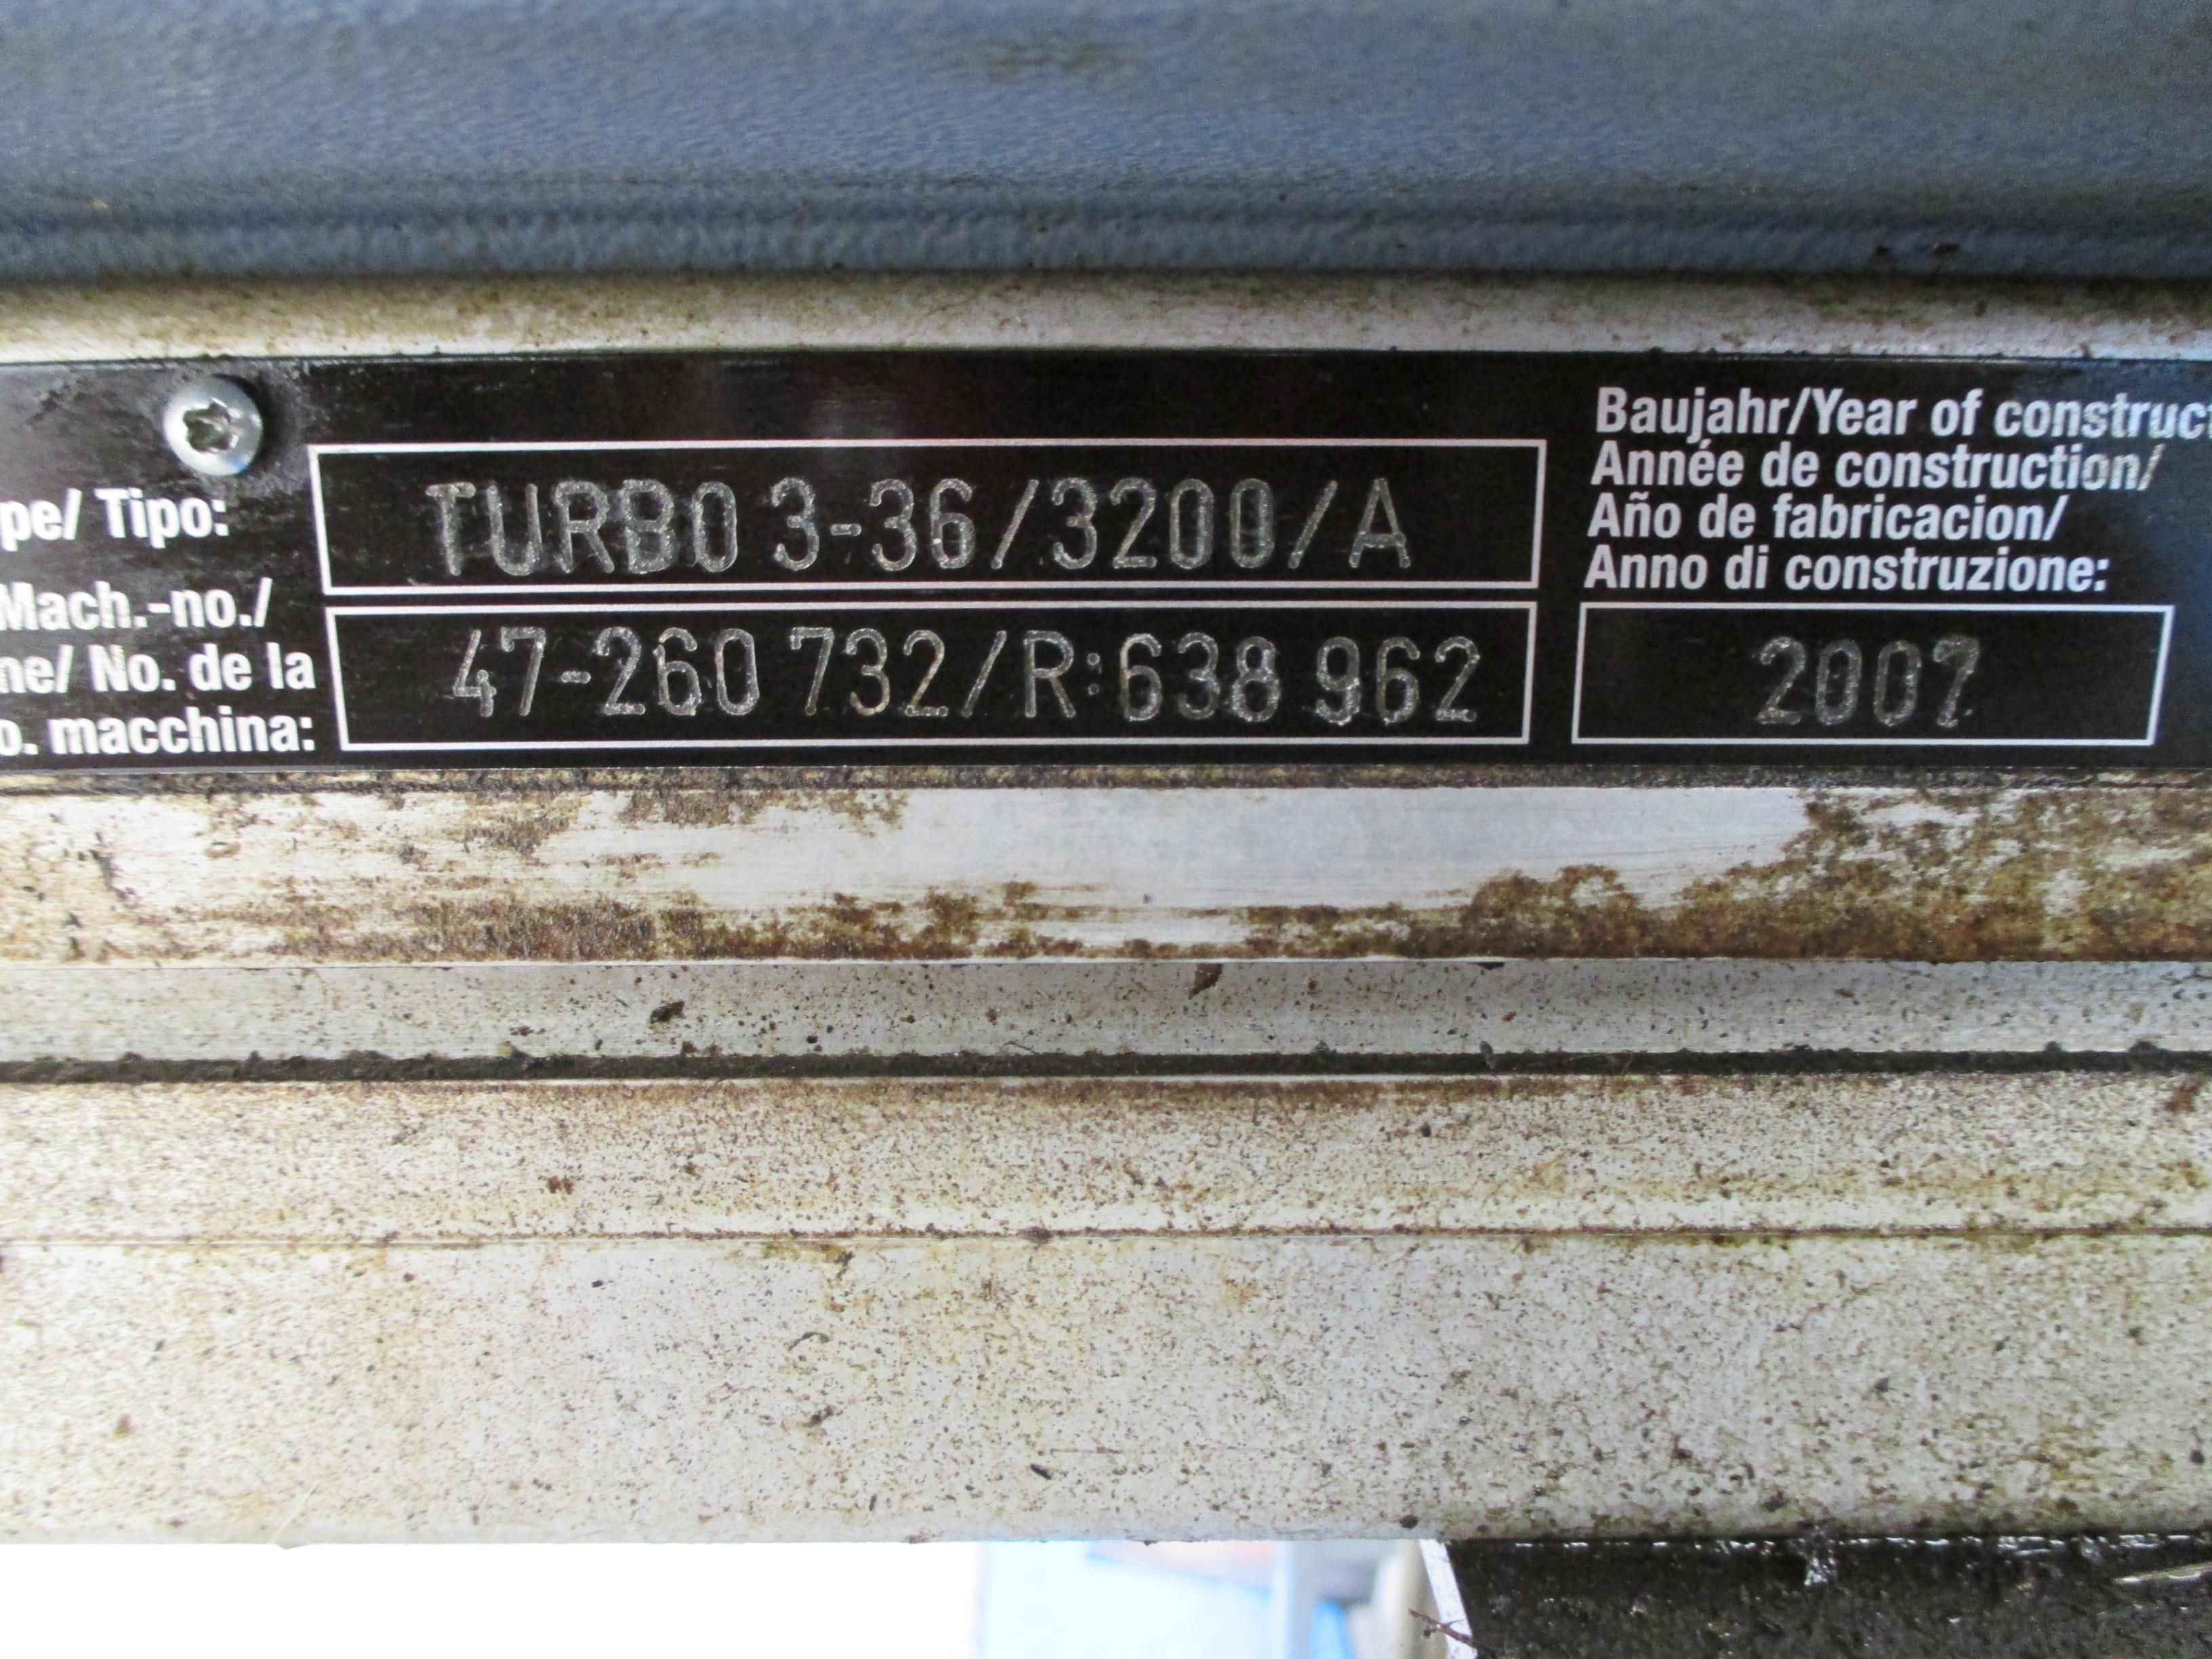 pe/ Tipo:
TURBO 3-36/3200/A
Mach.-no./
ne/ No. de la
o. macchina:
47-260 732/R:638 962
Baujahr/Year of construc
Année de construction/
Año de fabricacion/
Anno di construzione:
2007